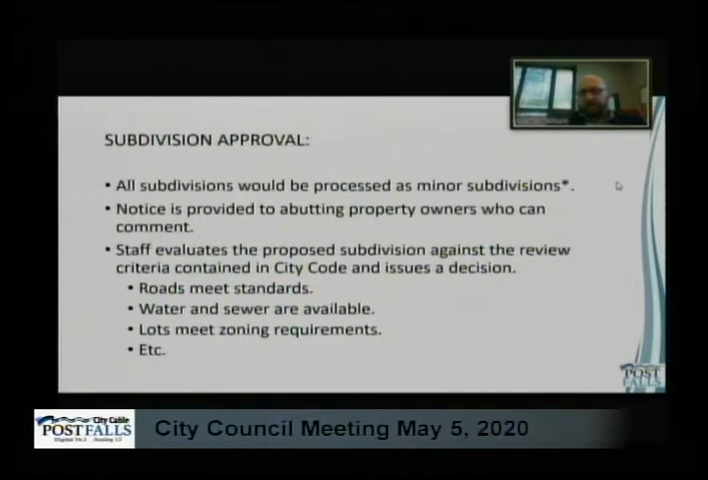 SUBDIVISION APPROVAL:
• All subdivisions would be processed as minor subdivisions*.
• Notice is provided to abutting property owners who can
comment.
• Staff evaluates the proposed subdivision against the review
criteria contained in City Code and issues a decision.
• Roads meet standards.
• Water and sewer are available.
• Lots meet zoning requirements.
• Etc.
POST
FALLS
City Cable
POSTFALLS
City Council Meeting May 5, 2020